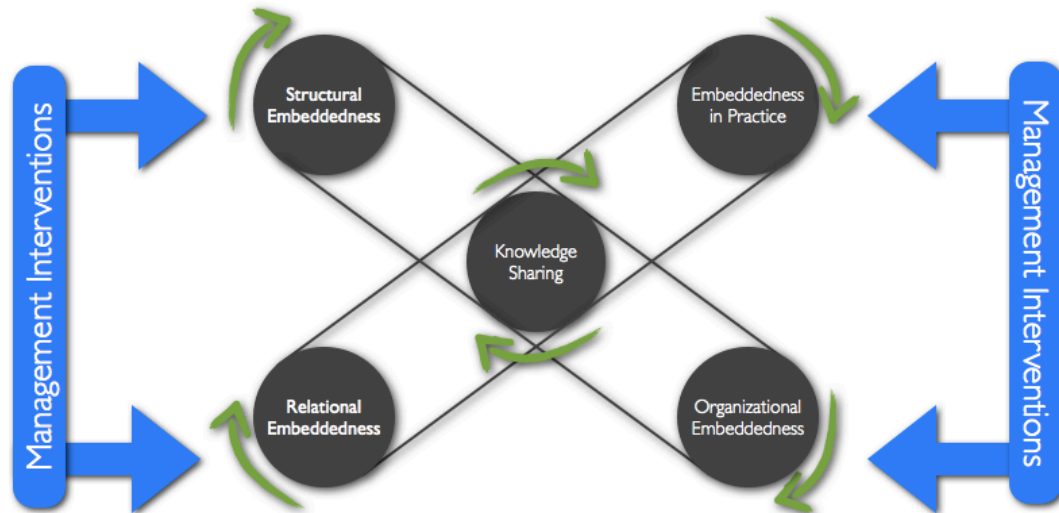 Management Interventions
Structural
Embeddedness
Embeddedness
in Practice
Knowledge
Sharing
Relational
Embeddedness
Organizational
Embeddedness
Management Interventions